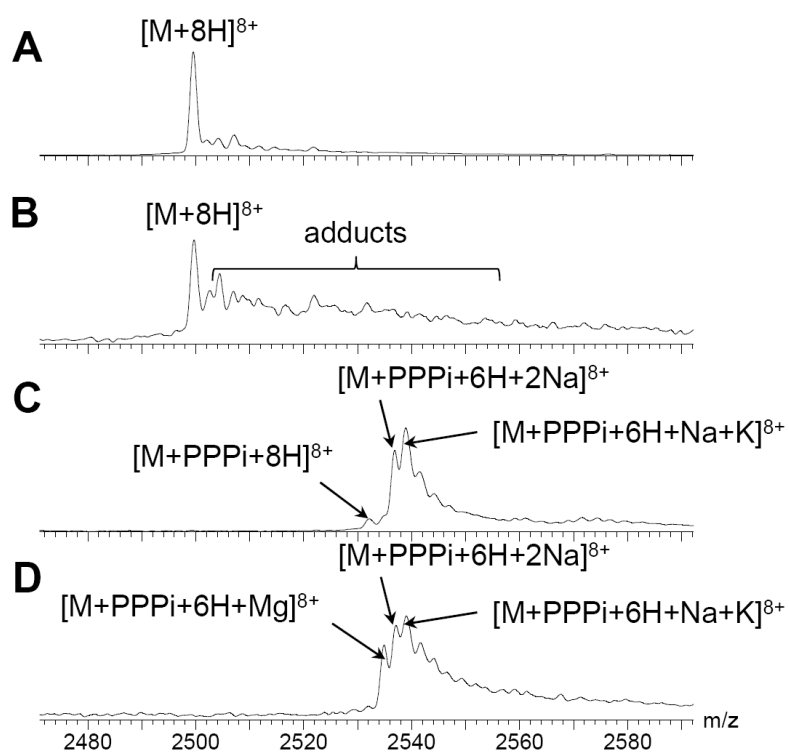 A
[M+8H]⁸⁺
B
[M+8H]⁸⁺
adducts
C
[M+PPPi+6H+2Na]⁸⁺
[M+PPPi+6H+Na+K]⁸⁺
[M+PPPi+8H]⁸⁺
D
[M+PPPi+6H+2Na]⁸⁺
[M+PPPi+6H+Mg]⁸⁺
[M+PPPi+6H+Na+K]⁸⁺
m/z
2480 2500 2520 2540 2560 2580